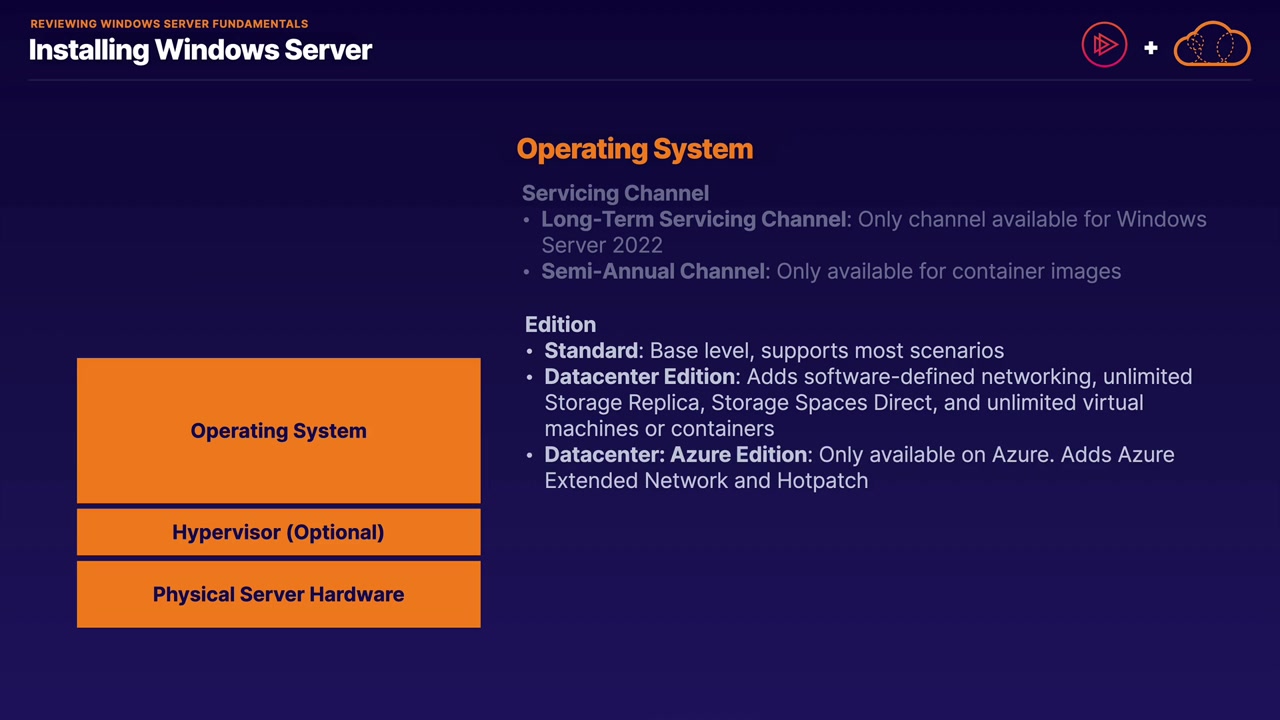 REVIEWING WINDOWS SERVER FUNDAMENTALS
Installing Windows Server
+
Operating System
Servicing Channel
• Long-Term Servicing Channel: Only channel available for Windows
Server 2022
• Semi-Annual Channel: Only available for container images
Edition
• Standard: Base level, supports most scenarios
• Datacenter Edition: Adds software-defined networking, unlimited
Storage Replica, Storage Spaces Direct, and unlimited virtual
machines or containers
• Datacenter: Azure Edition: Only available on Azure. Adds Azure
Extended Network and Hotpatch
Operating System
Hypervisor (Optional)
Physical Server Hardware